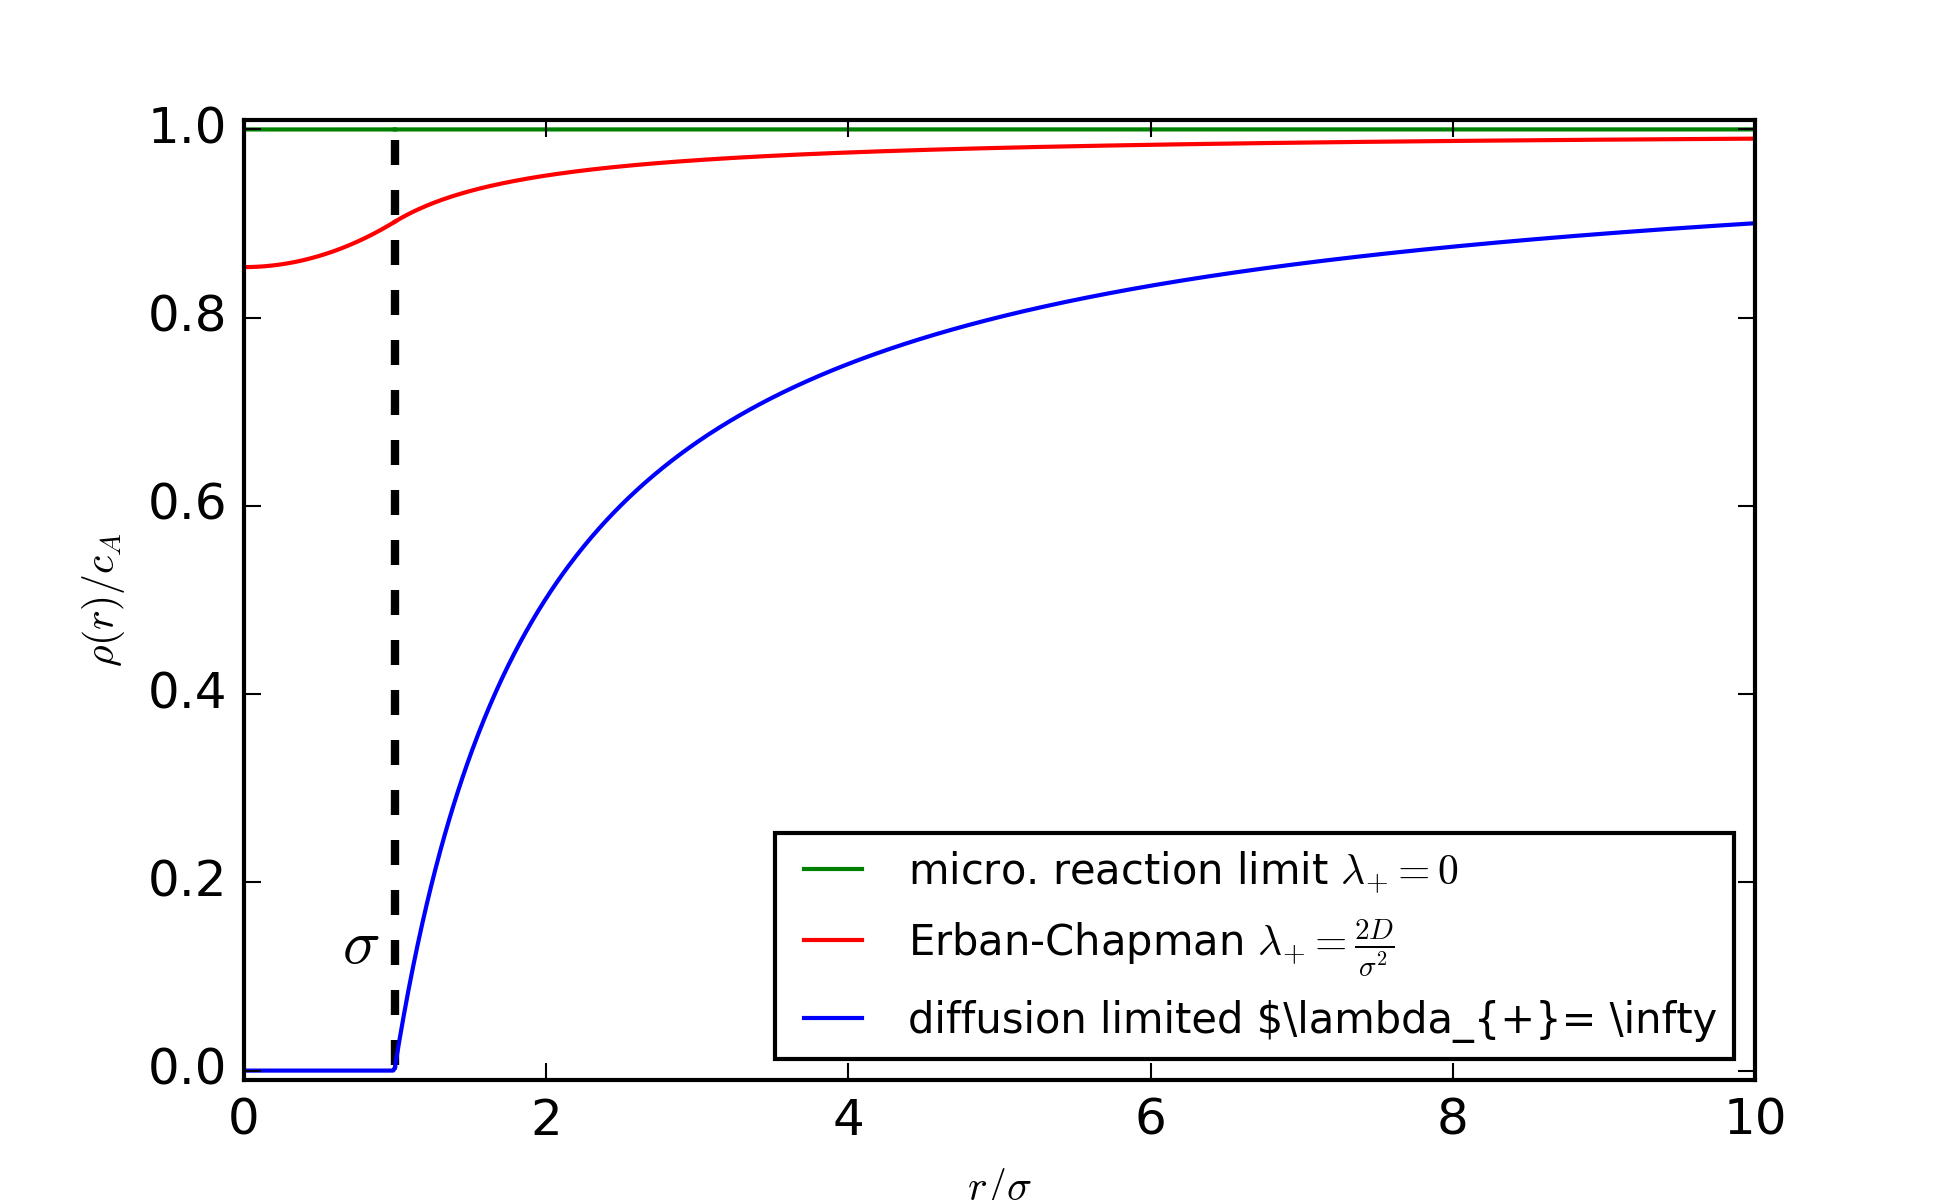 1.0
0.8
0.6
0.4
0.2
0.0
ρ(r)/c_A
σ
micro. reaction limit λ₊ = 0
Erban-Chapman λ₊ = 2D/σ²
diffusion limited $\lambda_{+}= \infty
0 2 4 6 8 10
r/σ